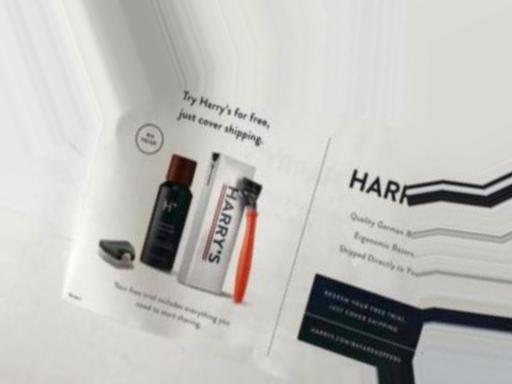 Try Harry's for free,
just cover shipping.
H'
HARRY'S
Your free trial includes everything you
need to start shaving.
HARR
Quality German B
Ergonomic Razors,
Shipped Directly to Yo
REDEEM YOUR FREE TRIAL,
JUST COVER SHIPPING